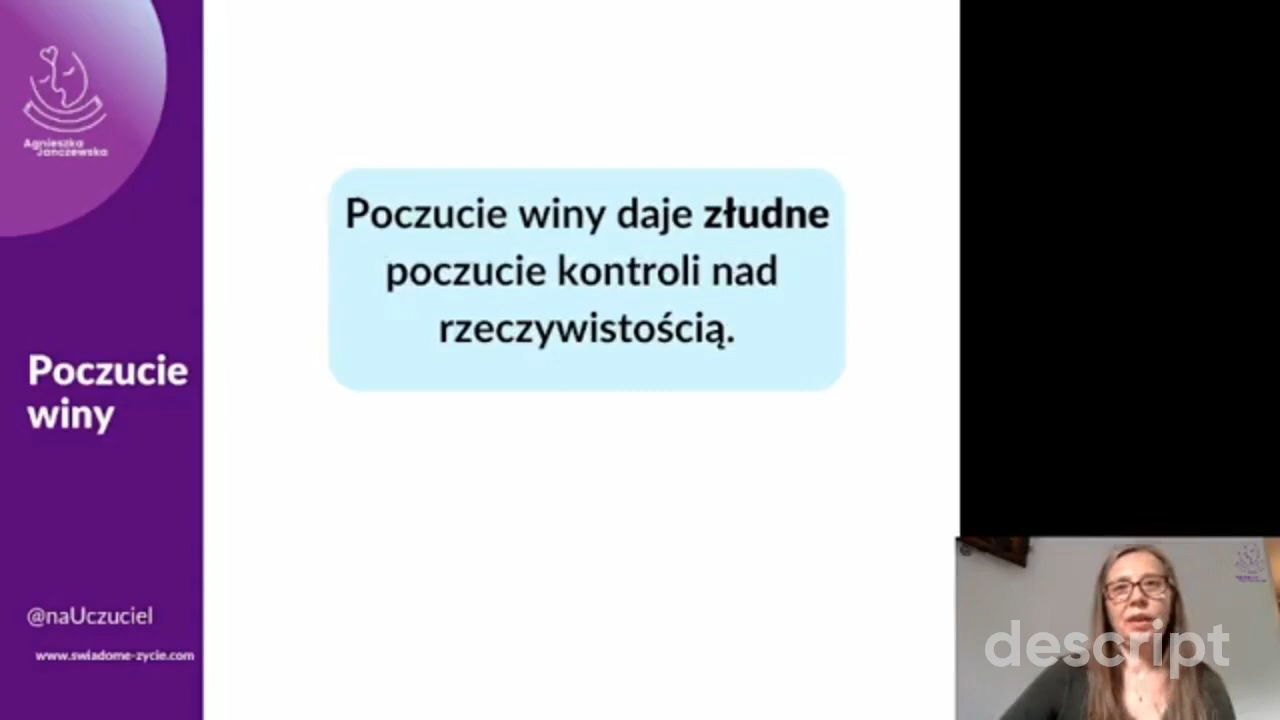 Agnieszka
Janczewska
Poczucie winy daje złudne
poczucie kontroli nad
rzeczywistością.
Poczucie
winy
@naUczuciel
www.swiadome-zycie.com
descript